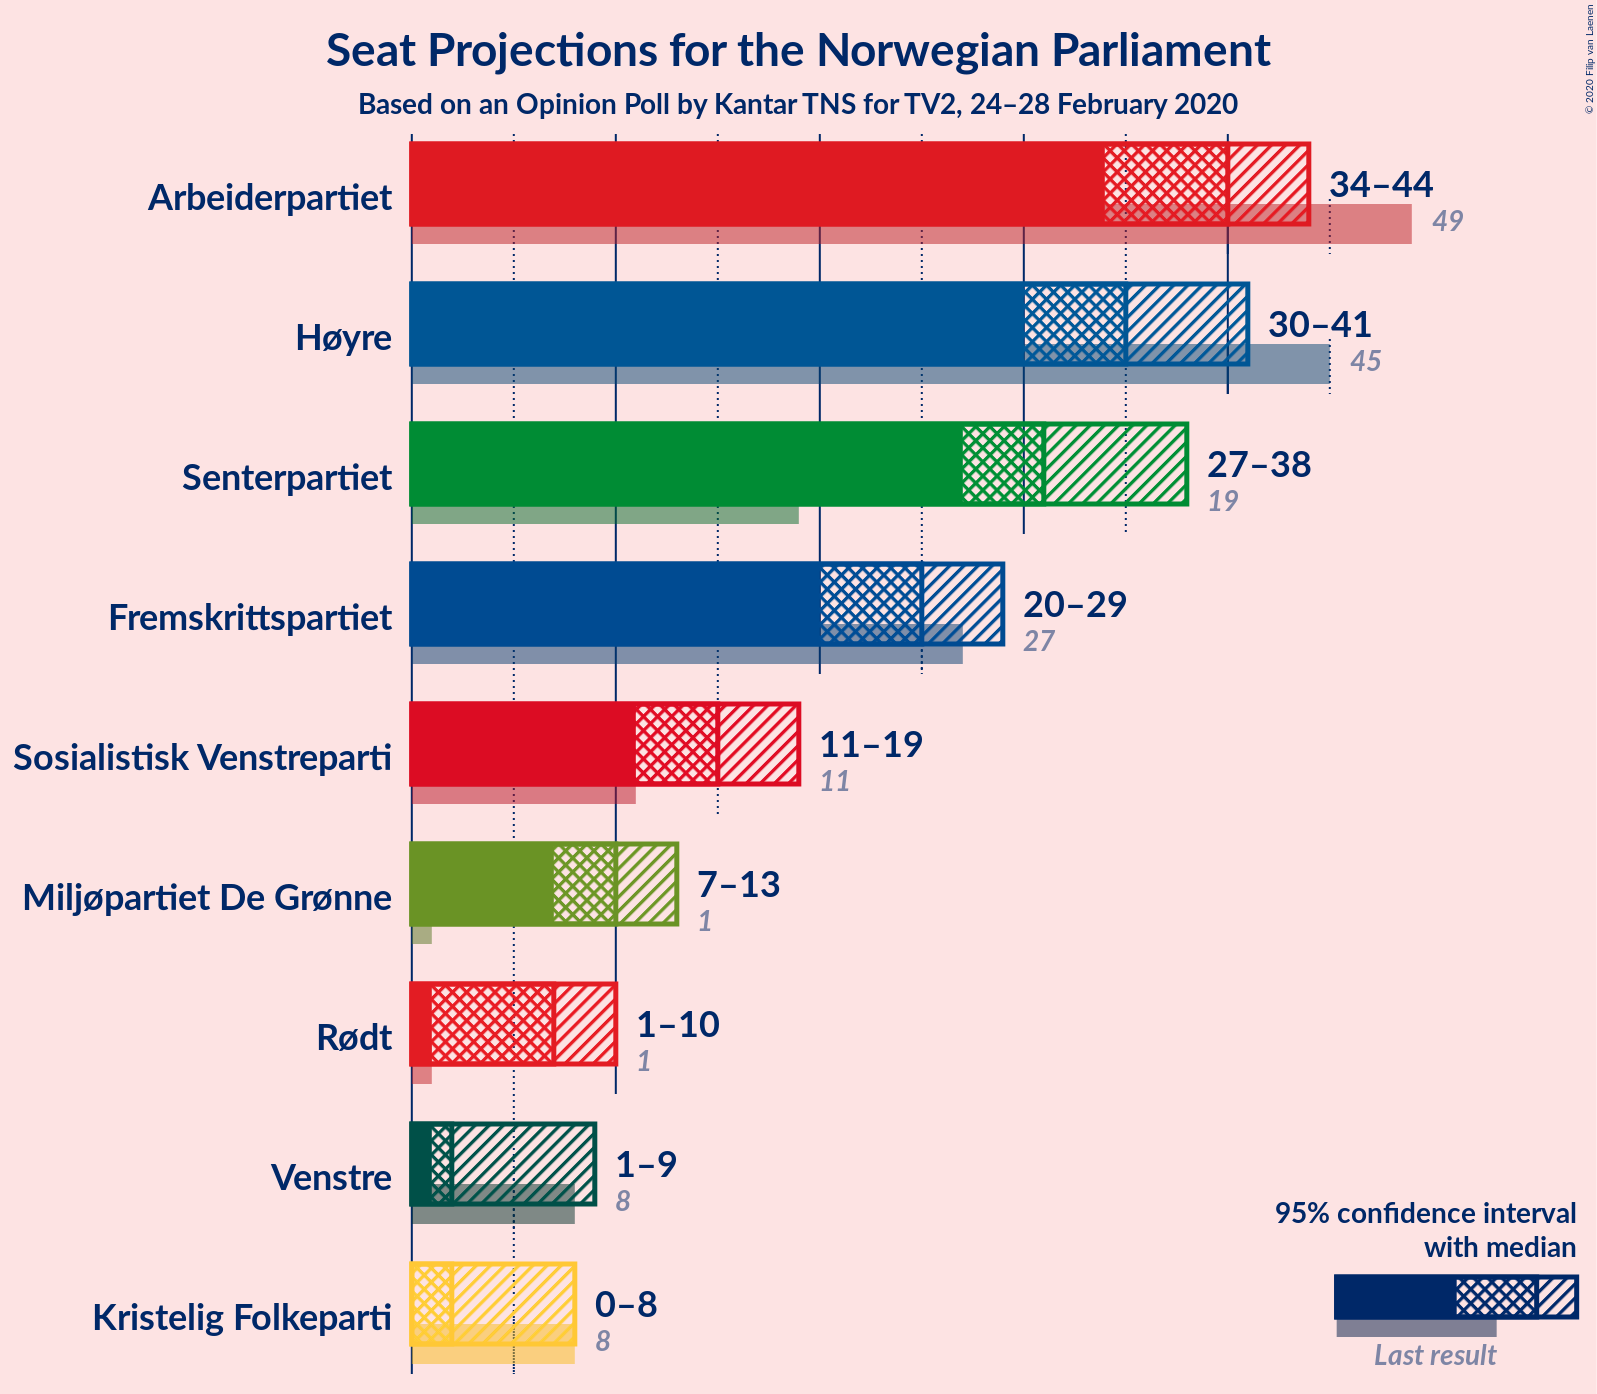 Seat Projections for the Norwegian Parliament
Based on an Opinion Poll by Kantar TNS for TV2, 24–28 February 2020
© 2020 Filip van Laenen
Arbeiderpartiet
34–44
49
Høyre
30–41
45
Senterpartiet
27–38
19
Fremskrittspartiet
20–29
27
Sosialistisk Venstreparti
11–19
11
Miljøpartiet De Grønne
7–13
1
Rødt
1–10
1
Venstre
1–9
8
Kristelig Folkeparti
0–8
8
95% confidence interval
with median
Last result